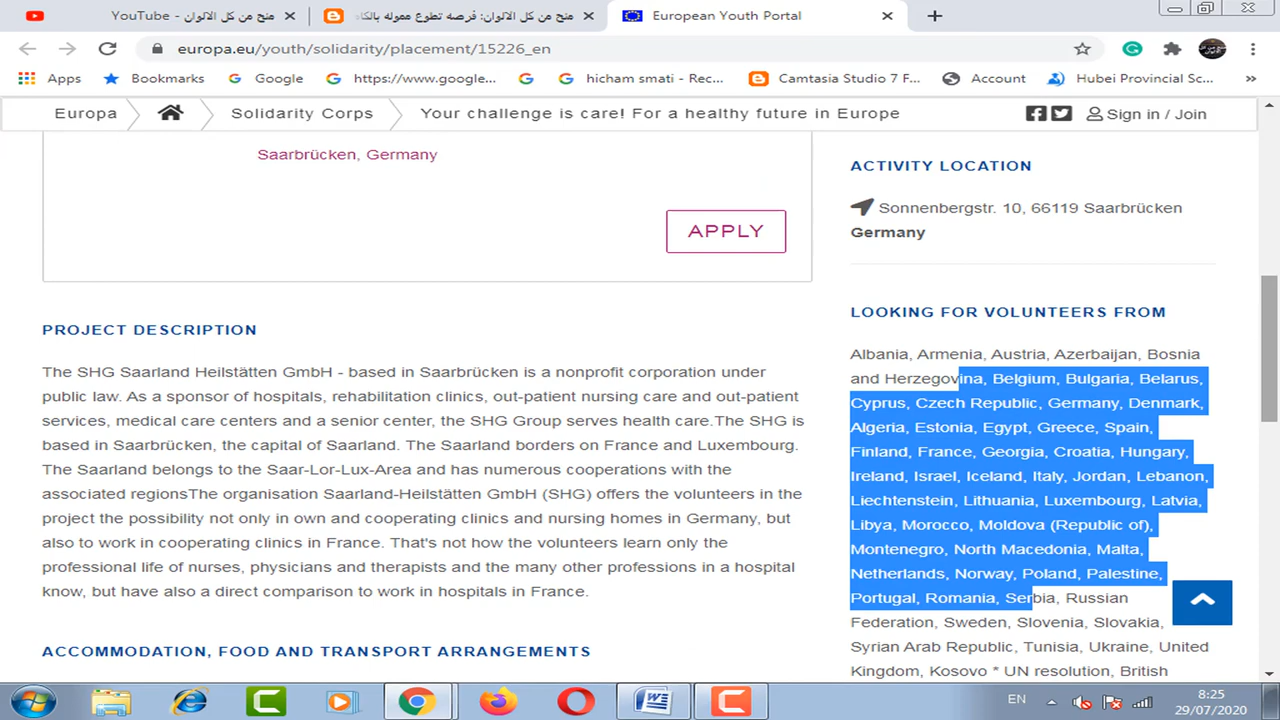 YouTube - منح من كل الالوان
منح من كل الالوان: فرصه تطوع مموله بالكا
European Youth Portal
europa.eu/youth/solidarity/placement/15226_en
Apps
Bookmarks
Google
https://www.google...
hicham smati - Rec...
Camtasia Studio 7 F...
Account
Hubei Provincial Sc...
»
Europa
Solidarity Corps
Your challenge is care! For a healthy future in Europe
Sign in / Join
Saarbrücken, Germany
APPLY
PROJECT DESCRIPTION
The SHG Saarland Heilstätten GmbH - based in Saarbrücken is a nonprofit corporation under
public law. As a sponsor of hospitals, rehabilitation clinics, out-patient nursing care and out-patient
services, medical care centers and a senior center, the SHG Group serves health care.The SHG is
based in Saarbrücken, the capital of Saarland. The Saarland borders on France and Luxembourg.
The Saarland belongs to the Saar-Lor-Lux-Area and has numerous cooperations with the
associated regionsThe organisation Saarland-Heilstätten GmbH (SHG) offers the volunteers in the
project the possibility not only in own and cooperating clinics and nursing homes in Germany, but
also to work in cooperating clinics in France. That's not how the volunteers learn only the
professional life of nurses, physicians and therapists and the many other professions in a hospital
know, but have also a direct comparison to work in hospitals in France.
ACCOMMODATION, FOOD AND TRANSPORT ARRANGEMENTS
ACTIVITY LOCATION
Sonnenbergstr. 10, 66119 Saarbrücken
Germany
LOOKING FOR VOLUNTEERS FROM
Albania, Armenia, Austria, Azerbaijan, Bosnia
and Herzegovina, Belgium, Bulgaria, Belarus,
Cyprus, Czech Republic, Germany, Denmark,
Algeria, Estonia, Egypt, Greece, Spain,
Finland, France, Georgia, Croatia, Hungary,
Ireland, Israel, Iceland, Italy, Jordan, Lebanon,
Liechtenstein, Lithuania, Luxembourg, Latvia,
Libya, Morocco, Moldova (Republic of),
Montenegro, North Macedonia, Malta,
Netherlands, Norway, Poland, Palestine,
Portugal, Romania, Serbia, Russian
Federation, Sweden, Slovenia, Slovakia,
Syrian Arab Republic, Tunisia, Ukraine, United
Kingdom, Kosovo * UN resolution, British
EN
8:25
29/07/2020